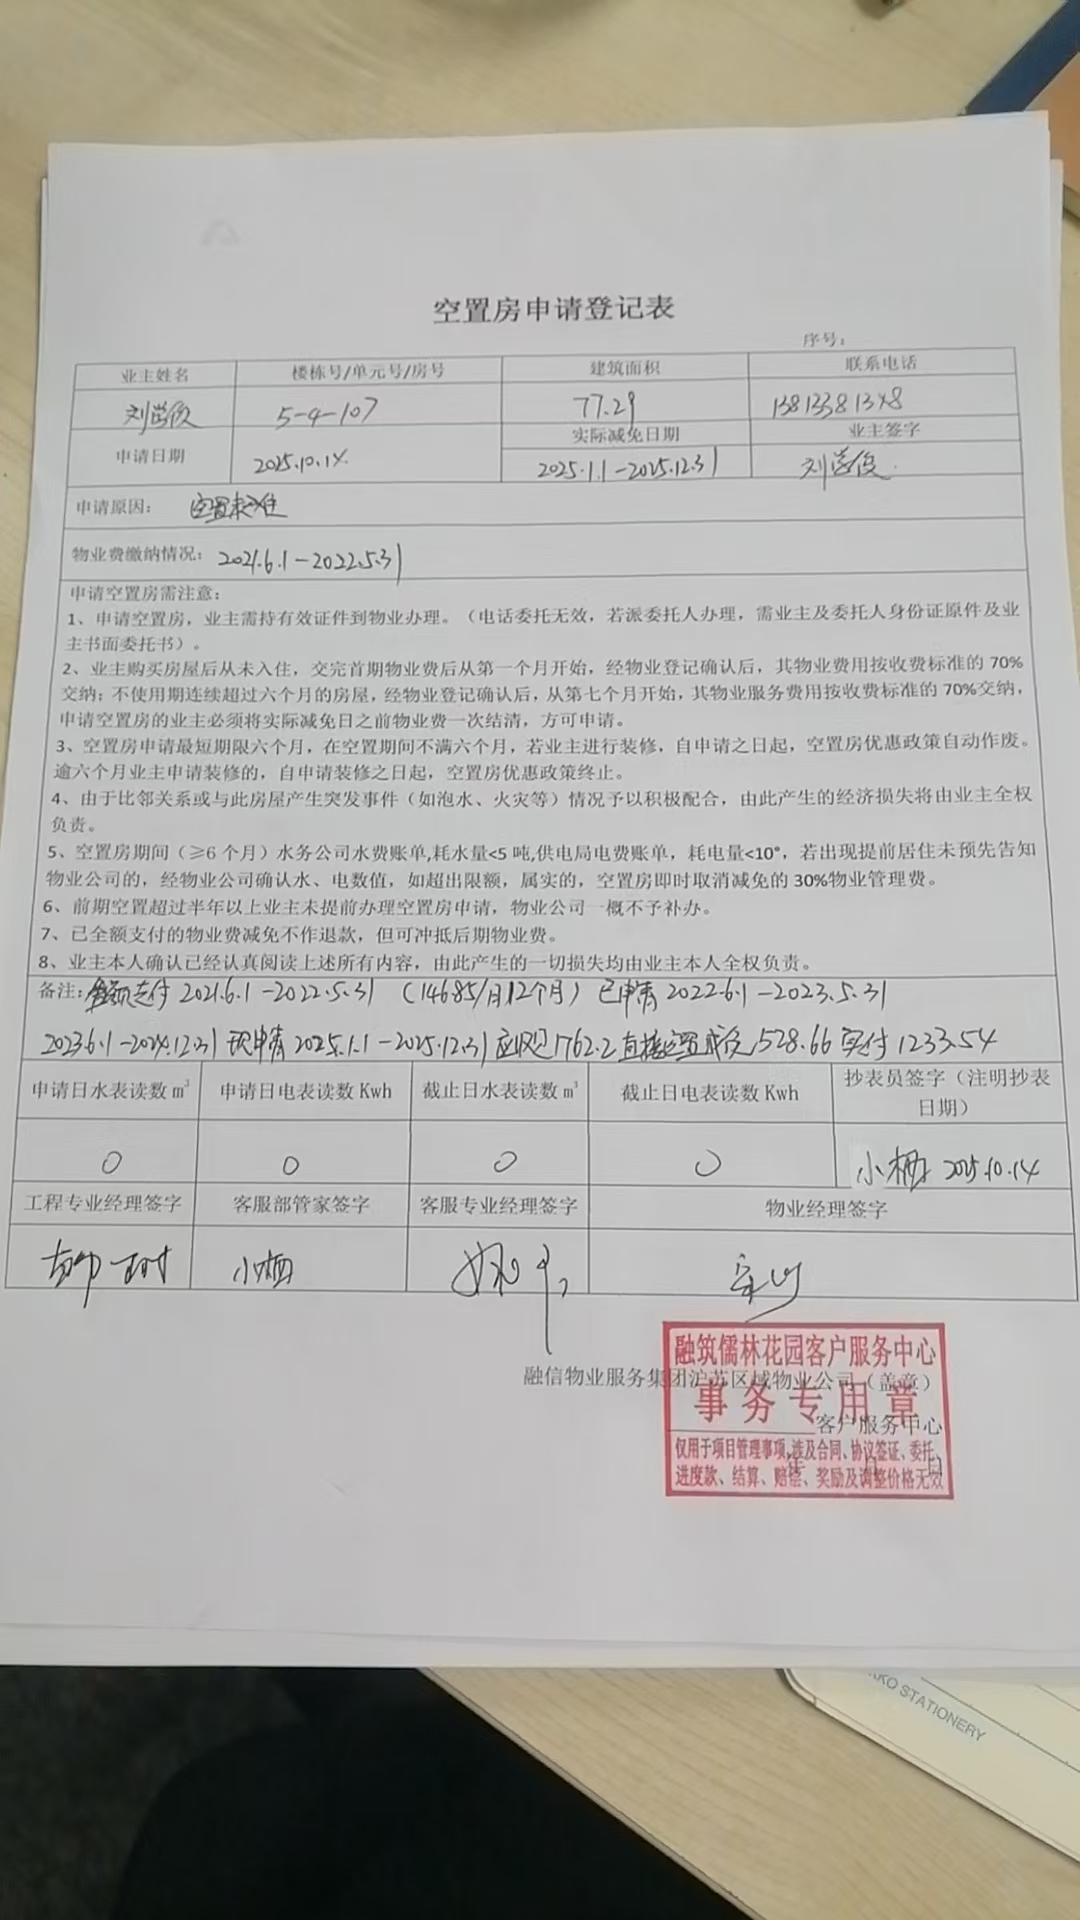 空置房申请登记表
序号:
业主姓名 楼栋号/单元号/房号 建筑面积 联系电话
5-4-107 77.29 13813381348
申请日期 2025.10.14. 实际减免日期 业主签字
2025.1.1-2025.12.31
申请原因: 空置未住
物业费缴纳情况: 2021.6.1-2022.5.31
申请空置房需注意:
1、申请空置房，业主需持有效证件到物业办理。（电话委托无效，若派委托人办理，需业主及委托人身份证原件及业
主书面委托书）。
2、业主购买房屋后从未入住，交完首期物业费后从第一个月开始，经物业登记确认后，其物业费用按收费标准的 70%
交纳；不使用期连续超过六个月的房屋，经物业登记确认后，从第七个月开始，其物业服务费用按收费标准的 70%交纳，
申请空置房的业主必须将实际减免日之前物业费一次结清，方可申请。
3、空置房申请最短期限六个月，在空置期间不满六个月，若业主进行装修，自申请之日起，空置房优惠政策自动作废。
逾六个月业主申请装修的，自申请装修之日起，空置房优惠政策终止。
4、由于比邻关系或与此房屋产生突发事件（如泡水、火灾等）情况予以积极配合，由此产生的经济损失将由业主全权
负责。
5、空置房期间（≥6 个月）水务公司水费账单,耗水量<5 吨,供电局电费账单，耗电量<10°，若出现提前居住未预先告知
物业公司的，经物业公司确认水、电数值，如超出限额，属实的，空置房即时取消减免的 30%物业管理费。
6、前期空置超过半年以上业主未提前办理空置房申请，物业公司一概不予补办。
7、已全额支付的物业费减免不作退款，但可冲抵后期物业费。
8、业主本人确认已经认真阅读上述所有内容，由此产生的一切损失均由业主本人全权负责。
备注: 全额支付 2021.6.1-2022.5.31 （146.85/月 12个月） 已申请 2022.6.1-2023.5.31
2023.6.1-2024.12.31 现申请 2025.1.1-2025.12.31 应收 1762.2 直接空置减免 528.66 实付 1233.54
申请日水表读数 m³ 申请日电表读数 Kwh 截止日水表读数 m³ 截止日电表读数 Kwh 抄表员签字（注明抄表
日期）
0 0 0 0 2025.10.14
工程专业经理签字 客服部管家签字 客服专业经理签字 物业经理签字
融筑儒林花园客户服务中心
融信物业服务集团沪苏区域物业公司（盖章）
事务专用章
客户服务中心
仅用于项目管理事项,涉及合同、协议签证、委托、
年 月 日
进度款、结算、赔偿、奖励及调整价格无效
KKO STATIONERY